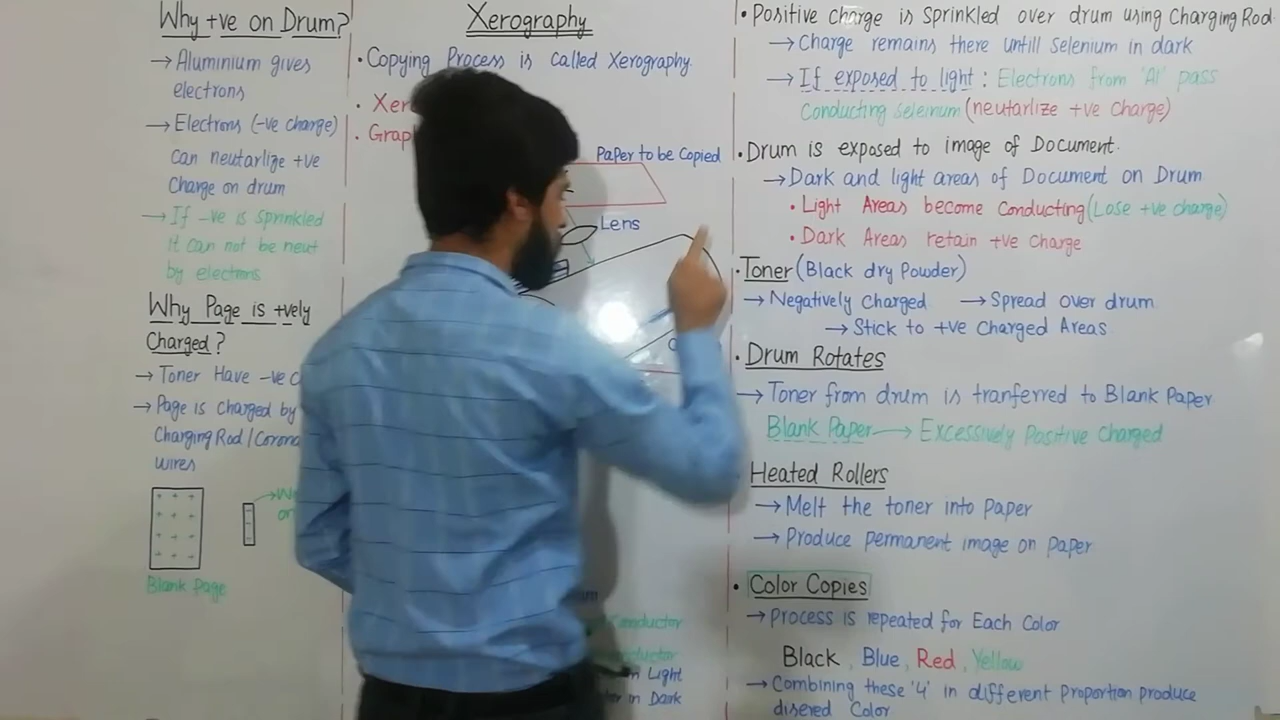 Why +ve on Drum?
→ Aluminium gives
electrons
→ Electrons (-ve charge)
can neutarlize +ve
Charge on drum
→ If -ve is sprinkled
it can not be neut
by electrons
Why Page is +vely
Charged?
→ Toner Have -ve
→ Page is charged by
Charging Rod / Corona
wires
+ + +
+ + +
+ + +
+ + +
Blank Page
Xerography
• Copying Process is called Xerography.
• Xer
• Grap
Paper to be Copied
Lens
Conductor
Light
in Dark
• Positive charge is Sprinkled over drum using Charging Rod
→ Charge remains there untill selenium in dark
→ If exposed to light : Electrons from 'Al' pass
Conducting seleinum (neutarlize +ve charge)
• Drum is exposed to image of Document.
→ Dark and light areas of Document on Drum
• Light Areas become Conducting (Lose +ve charge)
• Dark Areas retain +ve Charge
• Toner (Black dry Powder)
→ Negatively Charged → Spread over drum
→ Stick to +ve Charged Areas
• Drum Rotates
→ Toner from drum is tranferred to Blank Paper
Blank Paper → Excessively Positive Charged
Heated Rollers
→ Melt the toner into Paper
→ Produce permanent image on paper
• Color Copies
→ Process is repeated for Each Color
Black, Blue, Red, Yellow
→ Combining these '4' in different Proportion produce
disered Color